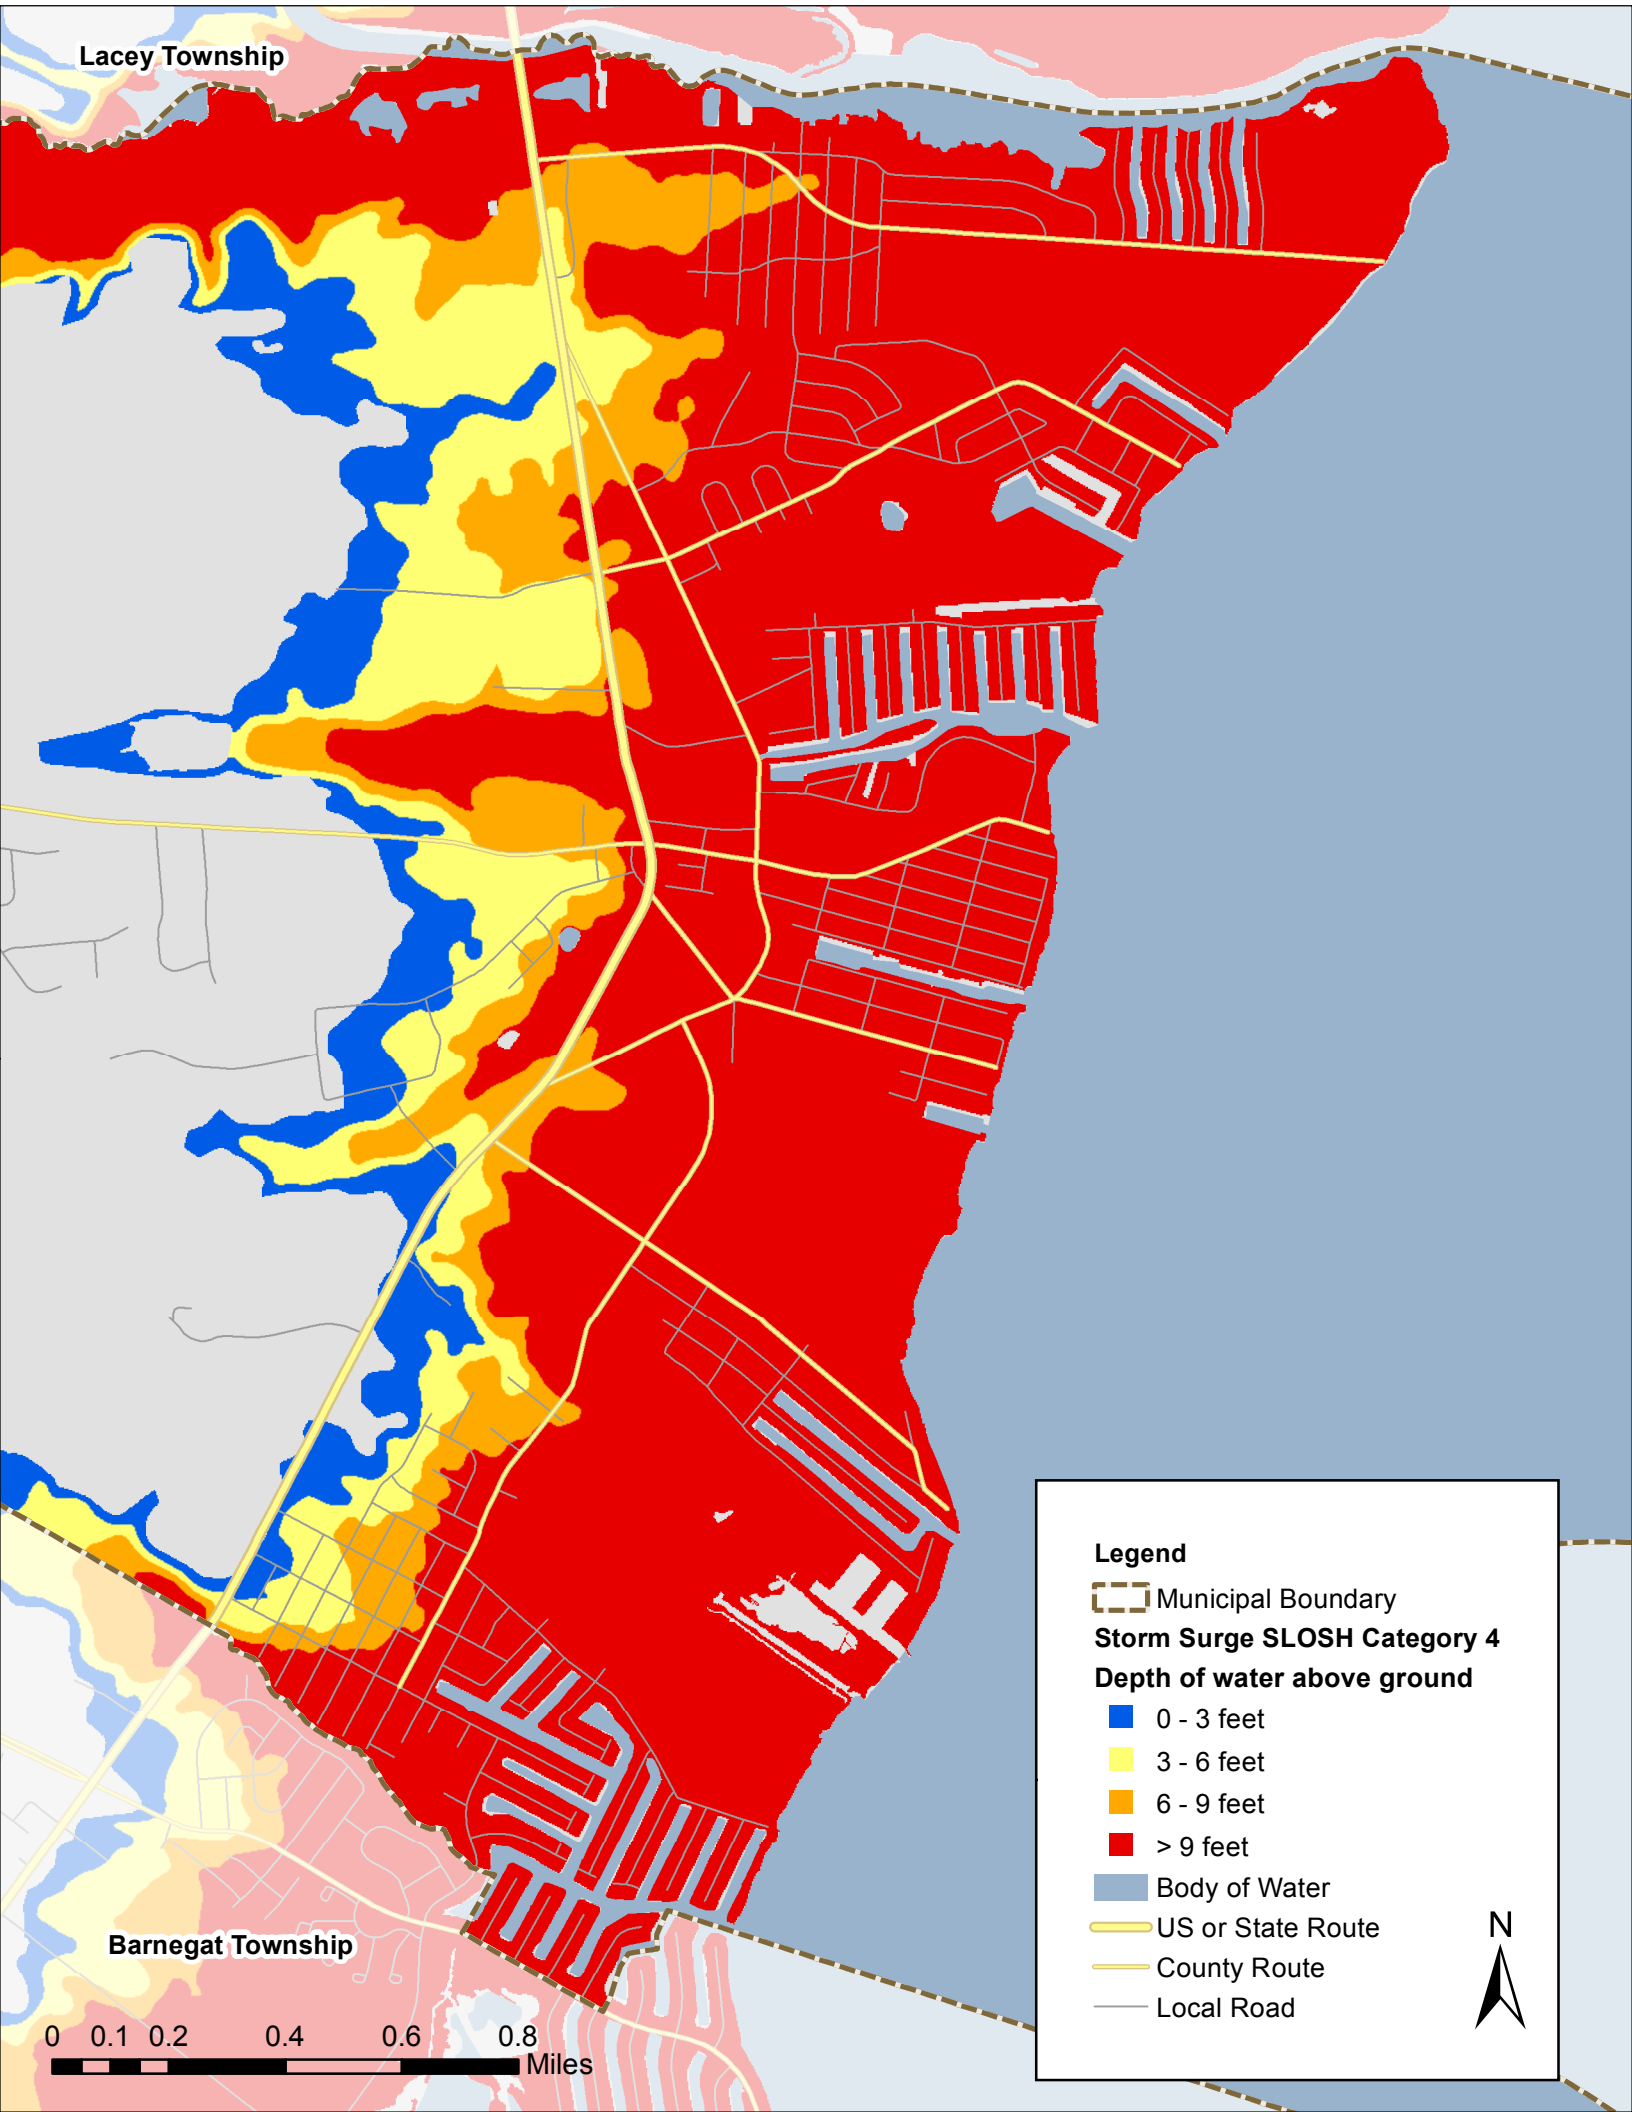 Lacey Township
Legend
Municipal Boundary
Storm Surge SLOSH Category 4
Depth of water above ground
0 - 3 feet
3 - 6 feet
6 - 9 feet
> 9 feet
Body of Water
US or State Route
County Route
Local Road
N
Barnegat Township
0 0.1 0.2 0.4 0.6 0.8
Miles